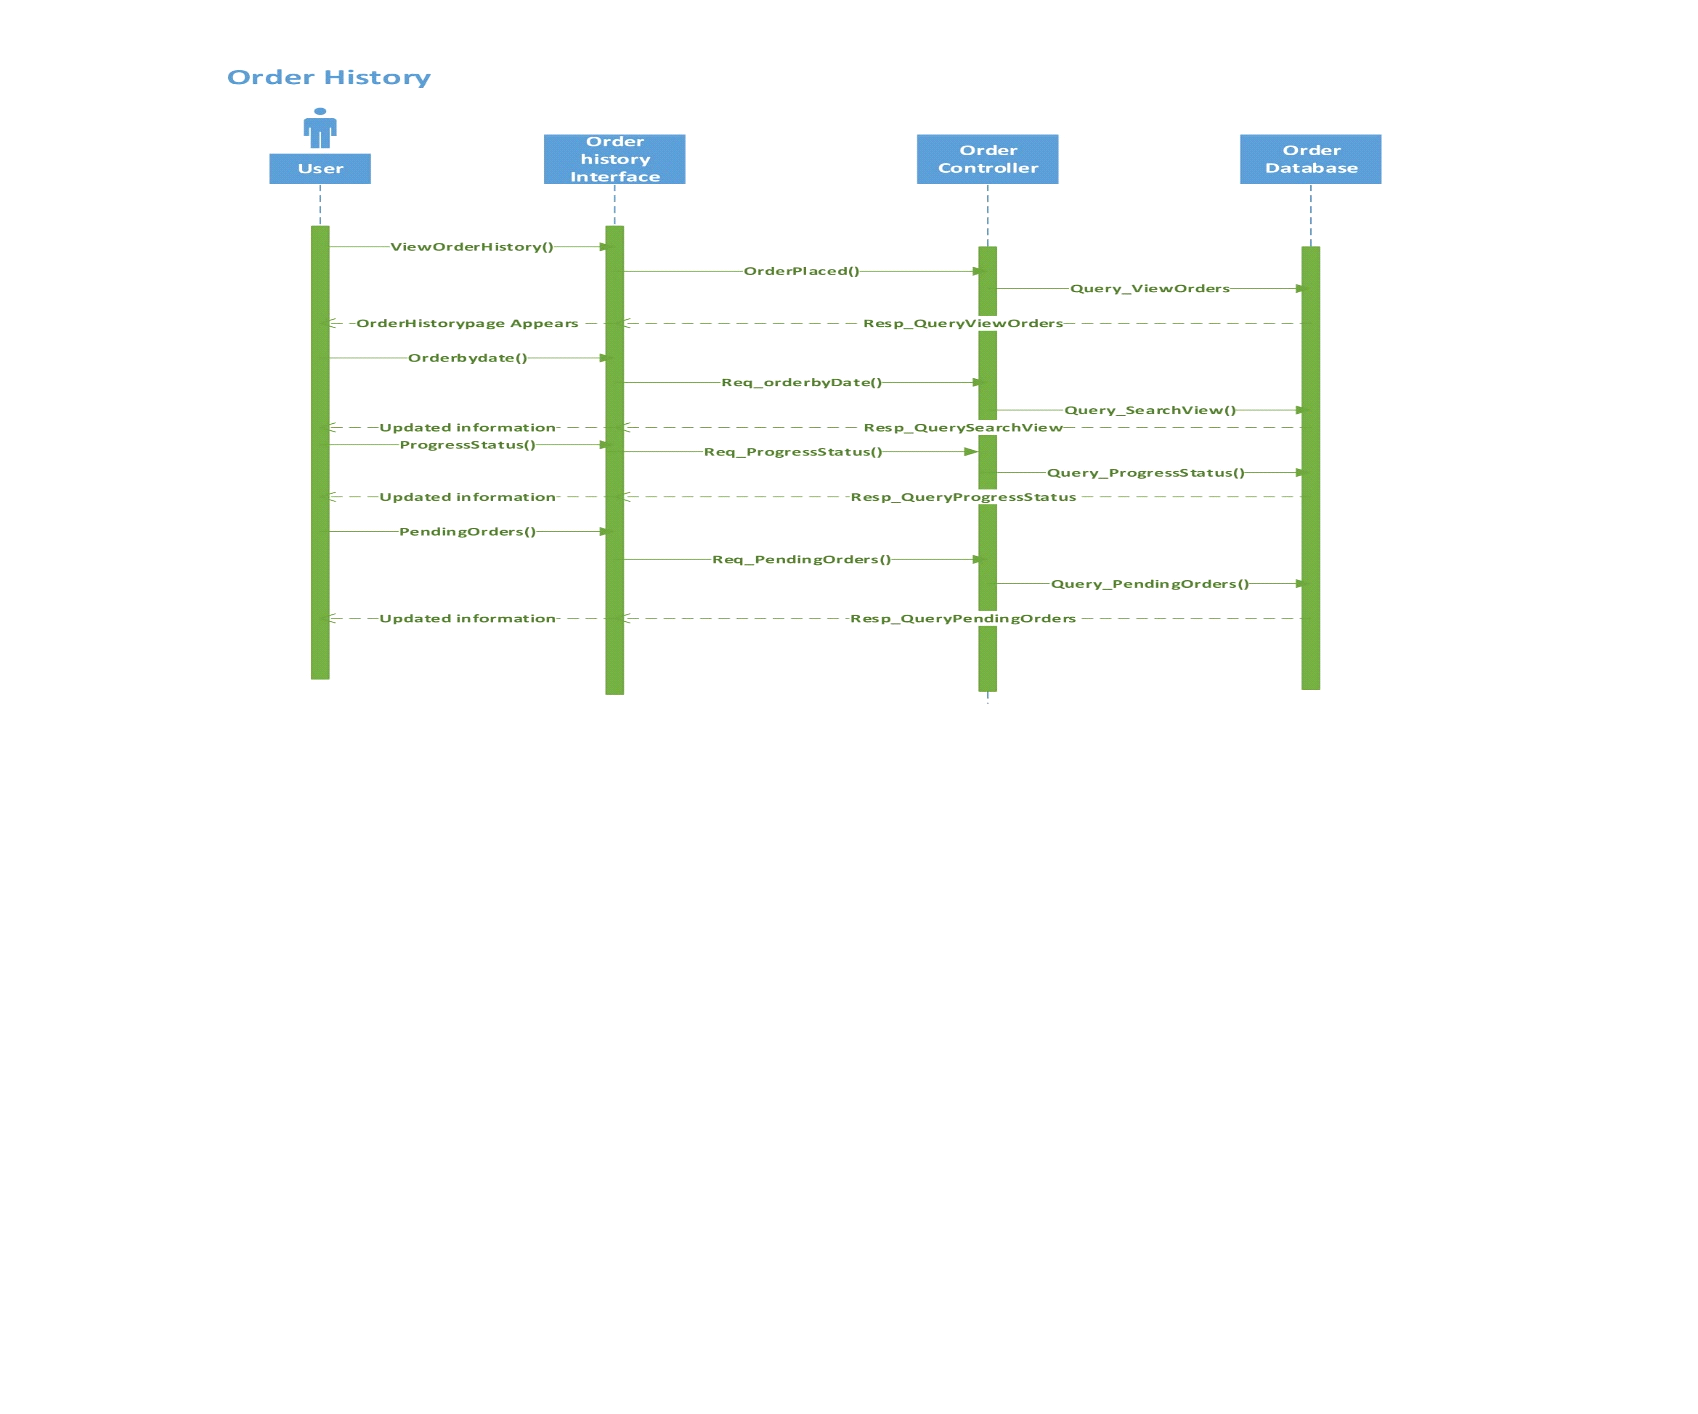 Order History
User
Order
history
Interface
Order
Controller
Order
Database
ViewOrderHistory()
OrderPlaced()
Query_ViewOrders
OrderHistorypage Appears
Resp_QueryViewOrders
Orderbydate()
Req_orderbyDate()
Query_SearchView()
Updated information
Resp_QuerySearchView
ProgressStatus()
Req_ProgressStatus()
Query_ProgressStatus()
Updated information
Resp_QueryProgressStatus
PendingOrders()
Req_PendingOrders()
Query_PendingOrders()
Updated information
Resp_QueryPendingOrders